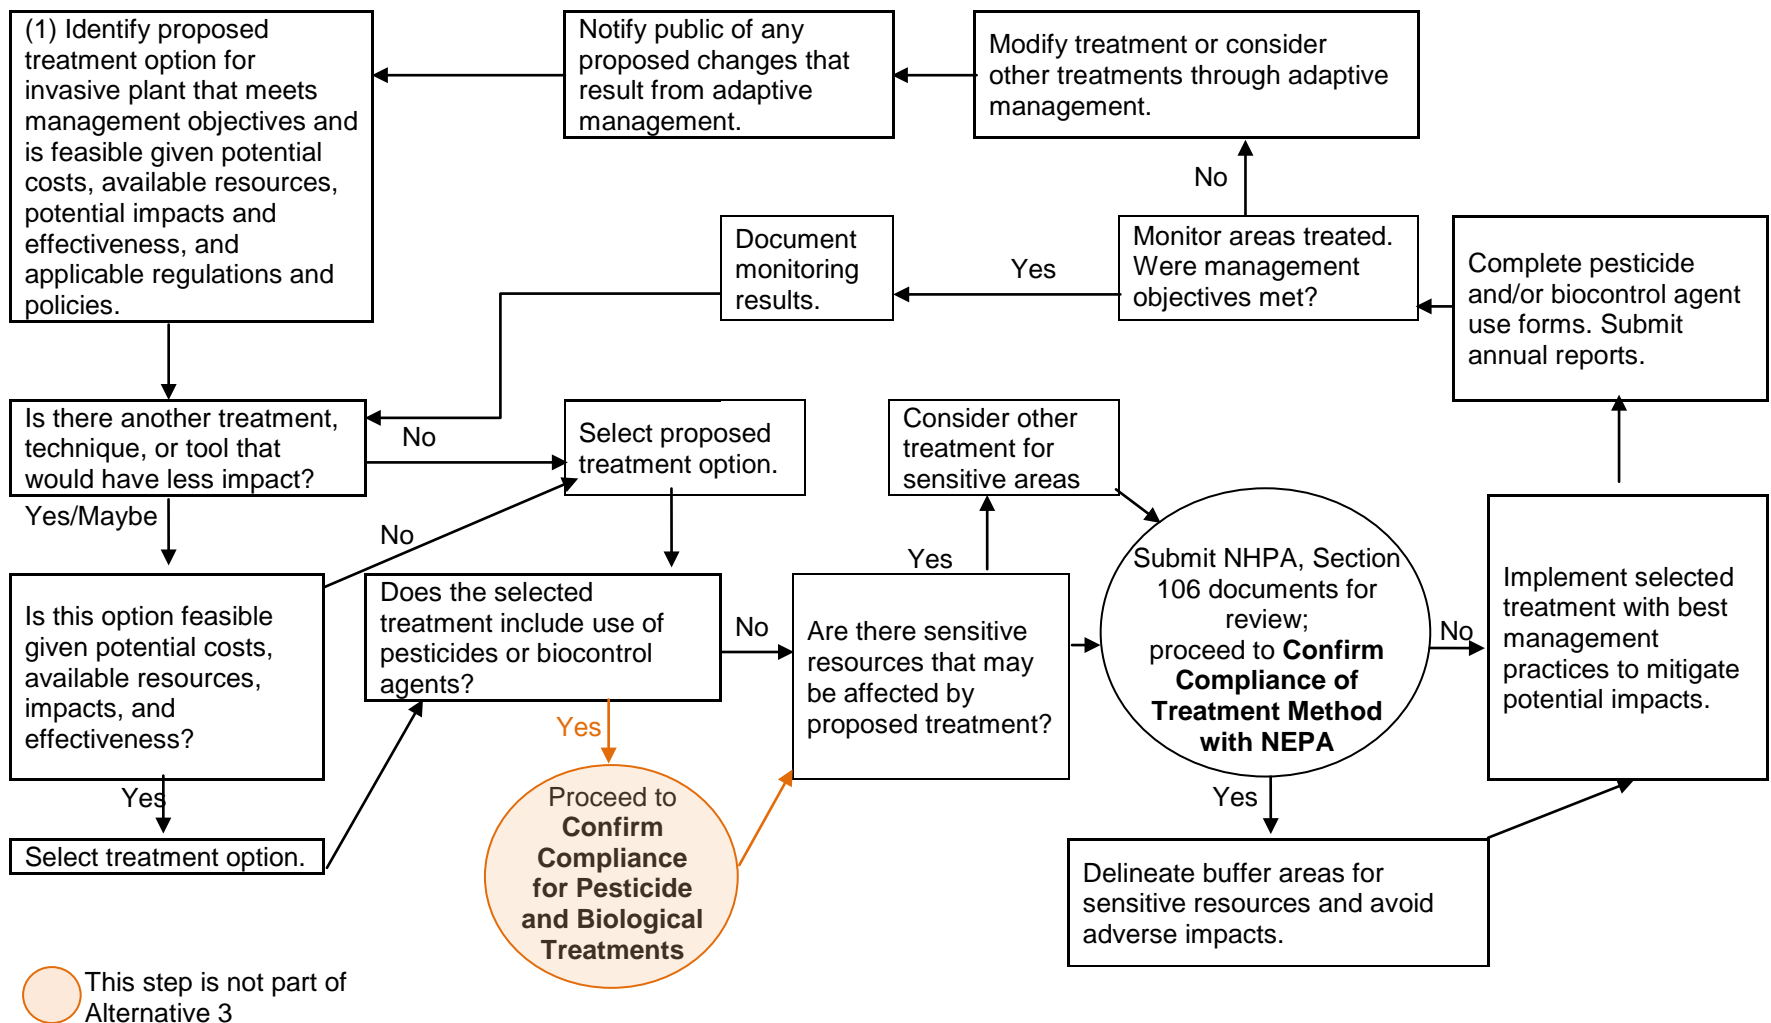 (1) Identify proposed
treatment option for
invasive plant that meets
management objectives and
is feasible given potential
costs, available resources,
potential impacts and
effectiveness, and
applicable regulations and
policies.
Notify public of any
proposed changes that
result from adaptive
management.
Modify treatment or consider
other treatments through adaptive
management.
No
Document
monitoring
results.
Yes
Monitor areas treated.
Were management
objectives met?
Complete pesticide
and/or biocontrol agent
use forms. Submit
annual reports.
Is there another treatment,
technique, or tool that
would have less impact?
No
Select proposed
treatment option.
Consider other
treatment for
sensitive areas
Yes/Maybe
No
Is this option feasible
given potential costs,
available resources,
impacts, and
effectiveness?
Yes
Select treatment option.
Does the selected
treatment include use of
pesticides or biocontrol
agents?
No
Yes
Proceed to
Confirm
Compliance
for Pesticide
and Biological
Treatments
Yes
Are there sensitive
resources that may
be affected by
proposed treatment?
Submit NHPA, Section
106 documents for
review;
proceed to Confirm
Compliance of
Treatment Method
with NEPA
No
Yes
Implement selected
treatment with best
management
practices to mitigate
potential impacts.
Delineate buffer areas for
sensitive resources and avoid
adverse impacts.
This step is not part of
Alternative 3